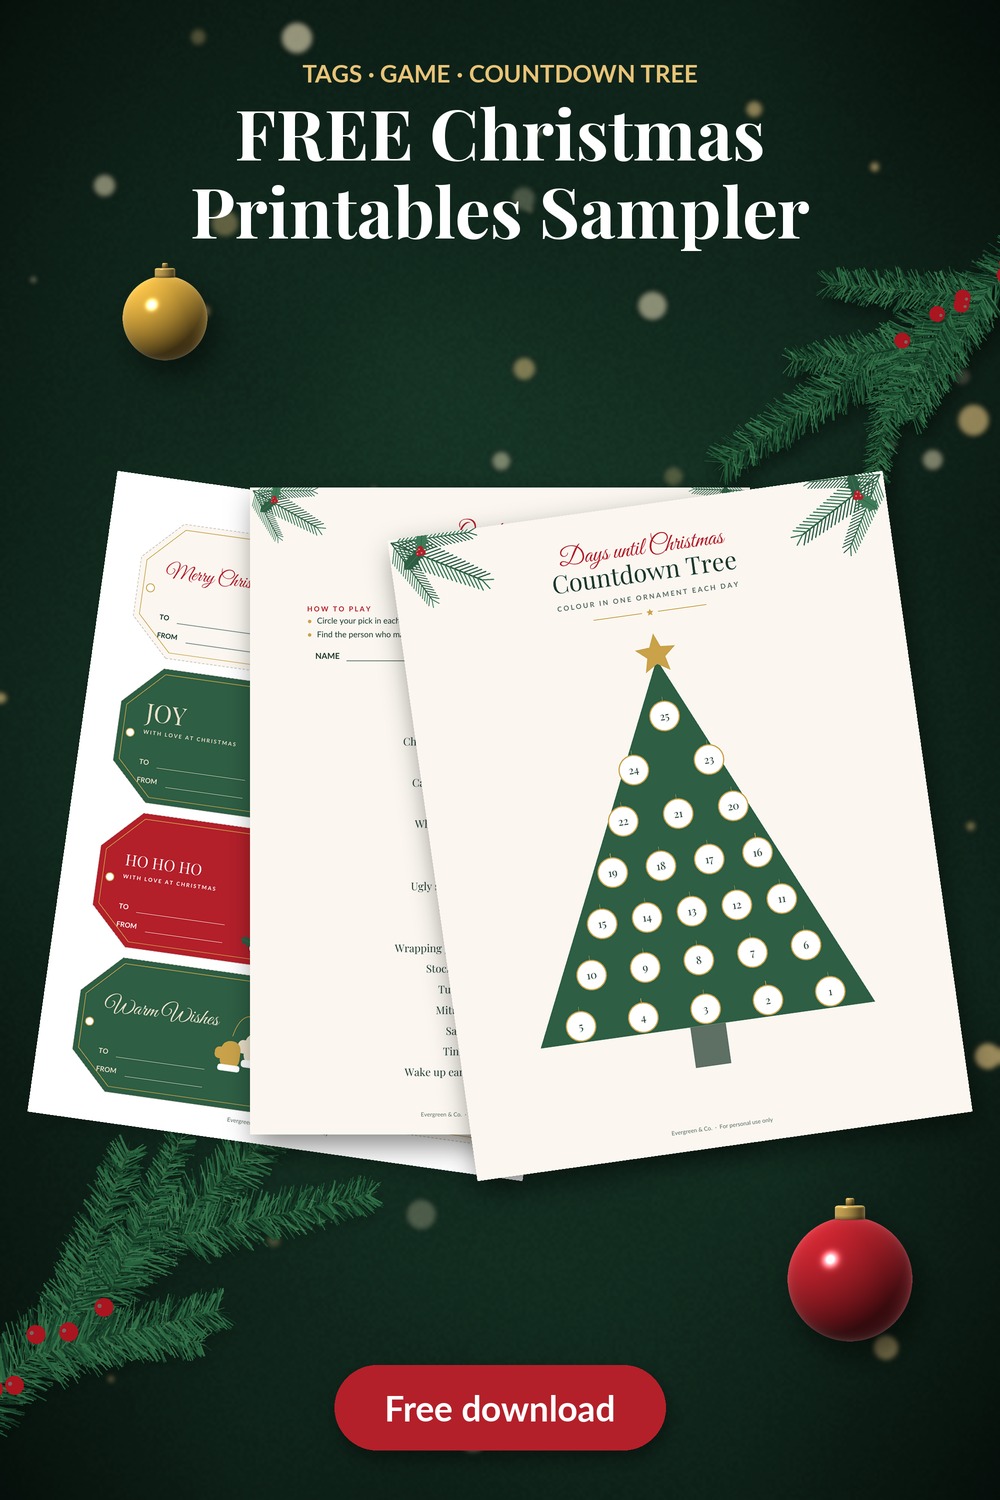 TAGS · GAME · COUNTDOWN TREE
FREE Christmas
Printables Sampler
Merry
TO
FROM
JOY
WITH LOVE AT CHRISTMAS
TO
FROM
HO HO HO
WITH LOVE AT CHRISTMAS
TO
FROM
Warm Wishes
TO
FROM
HOW TO PLAY
Circle your pick in each
Find the person who
NAME
Ugly
Wrapping
Wake up
Evergreen & Co.
Days until Christmas
Countdown Tree
COLOUR IN ONE ORNAMENT EACH DAY
25
24 23
22 21 20
19 18 17 16
15 14 13 12 11
10 9 8 7 6
5 4 3 2 1
Evergreen & Co. - For personal use only
Free download